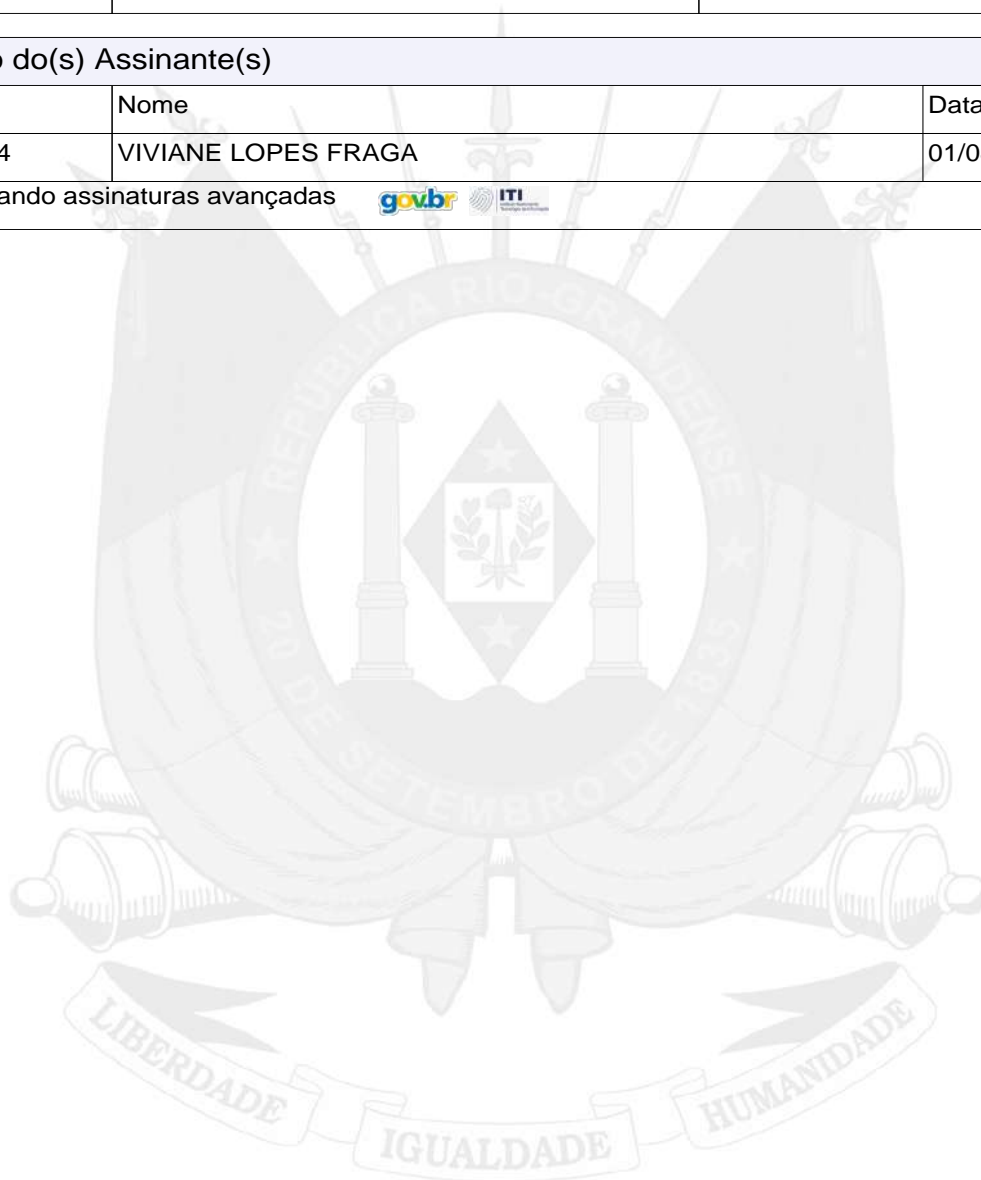 do(s) Assinante(s)
Nome Data
4 VIVIANE LOPES FRAGA 01/0
ando assinaturas avançadas gov.br ITI
REPÚBLICA RIO-GRANDENSE
20 DE SETEMBRO DE 1835
LIBERDADE IGUALDADE HUMANIDADE